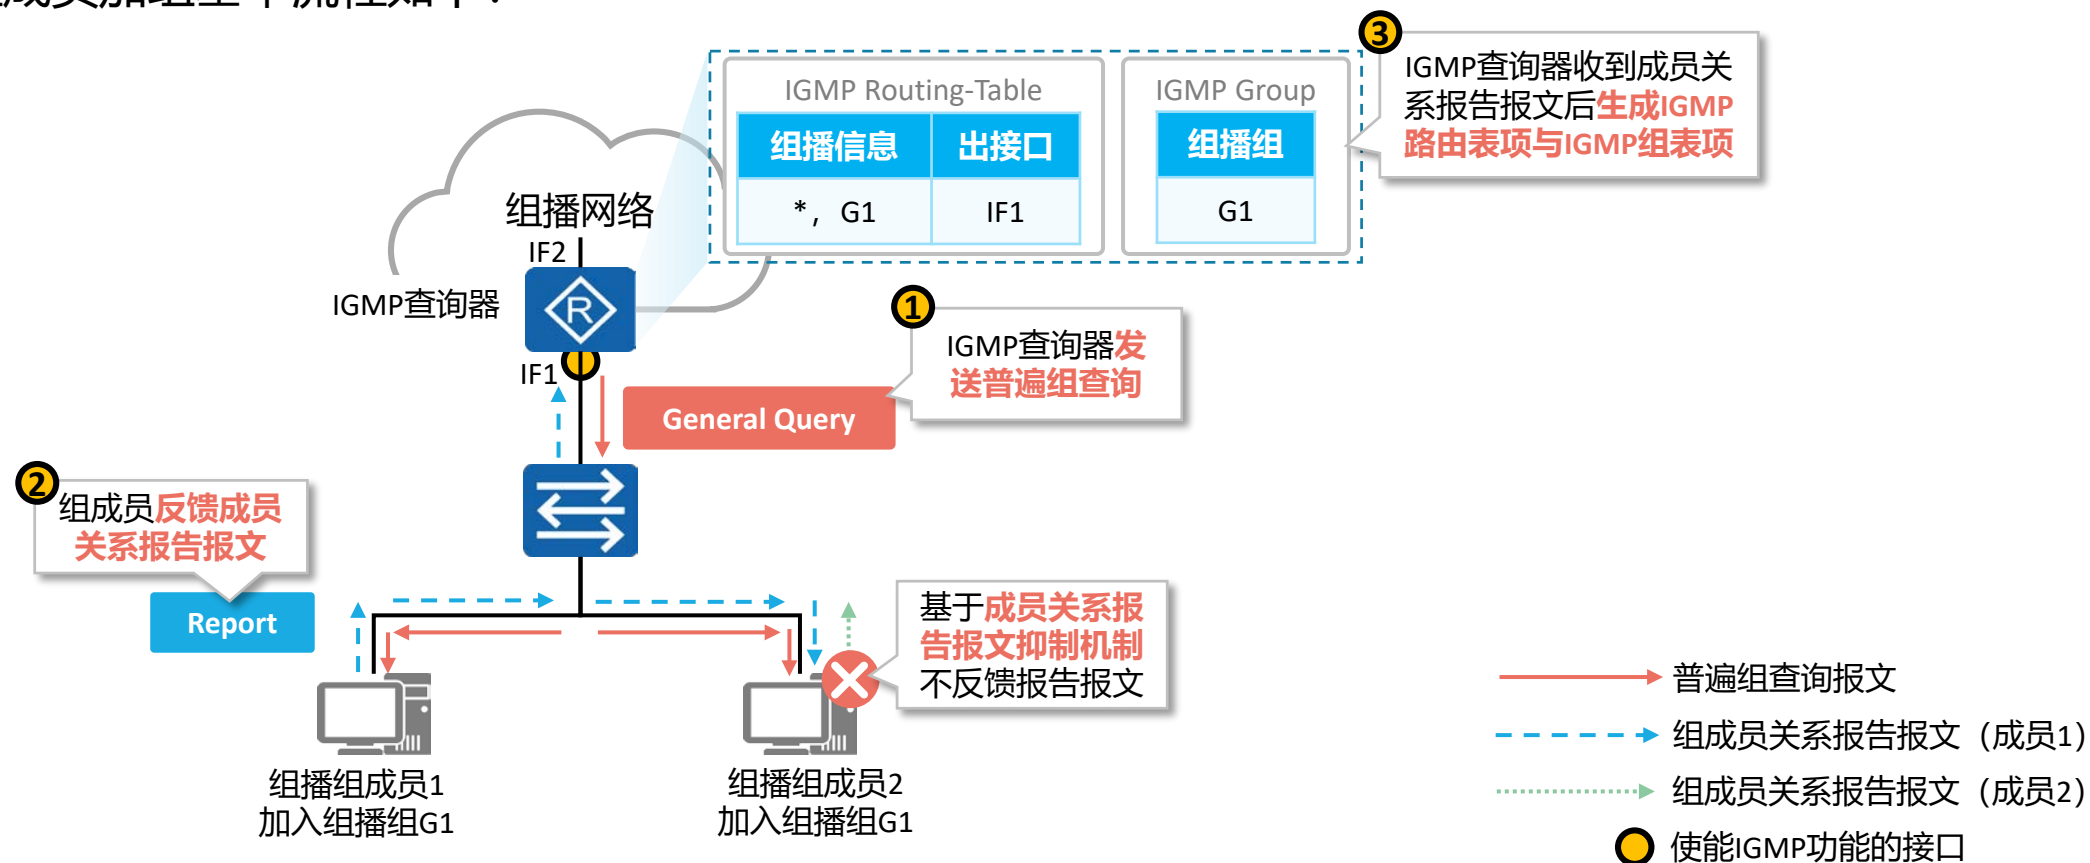 IGMP Routing-Table
组播信息
出接口
*，G1
IF1
IGMP Group
组播组
G1
3
IGMP查询器收到成员关
系报告报文后生成IGMP
路由表项与IGMP组表项
组播网络
IF2
IGMP查询器
R
IF1
1
IGMP查询器发
送普遍组查询
General Query
2
组成员反馈成员
关系报告报文
Report
基于成员关系报
告报文抑制机制
不反馈报告报文
组播组成员1
加入组播组G1
组播组成员2
加入组播组G1
普遍组查询报文
组成员关系报告报文（成员1）
组成员关系报告报文（成员2）
使能IGMP功能的接口